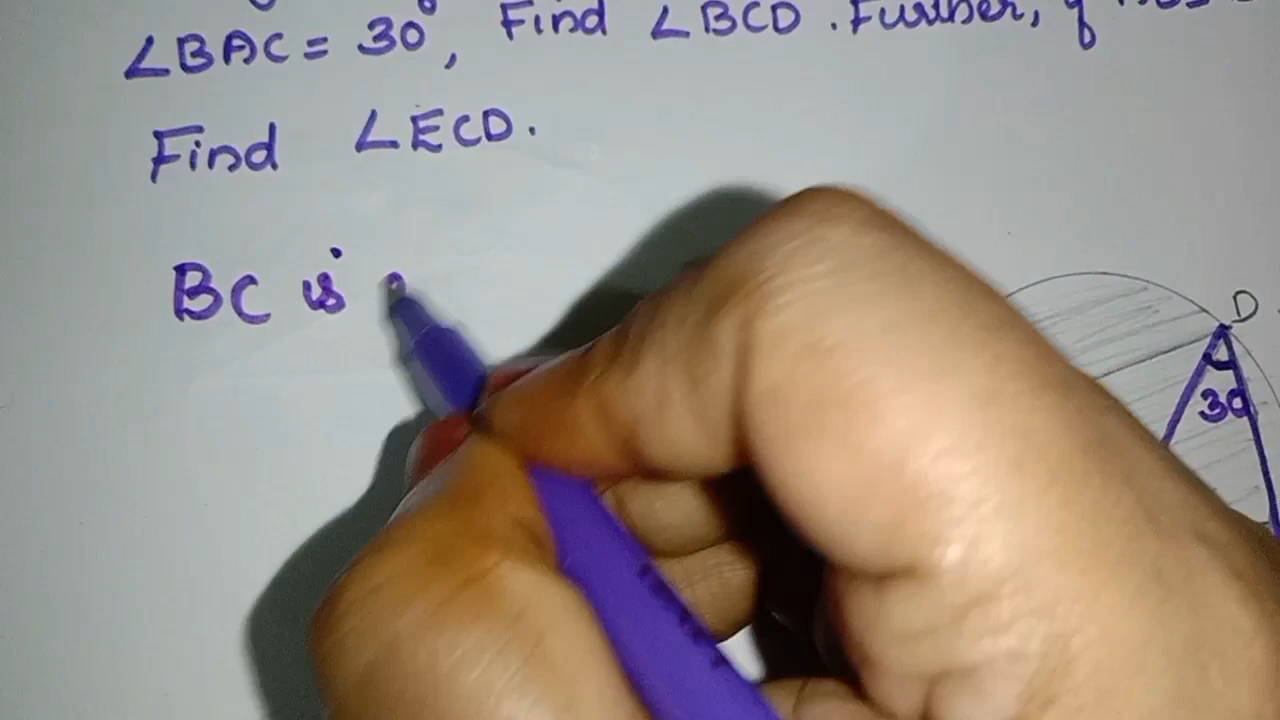 ∠BAC = 30°, Find ∠BCD. Further, if
Find ∠ECD.
BC is
D
30